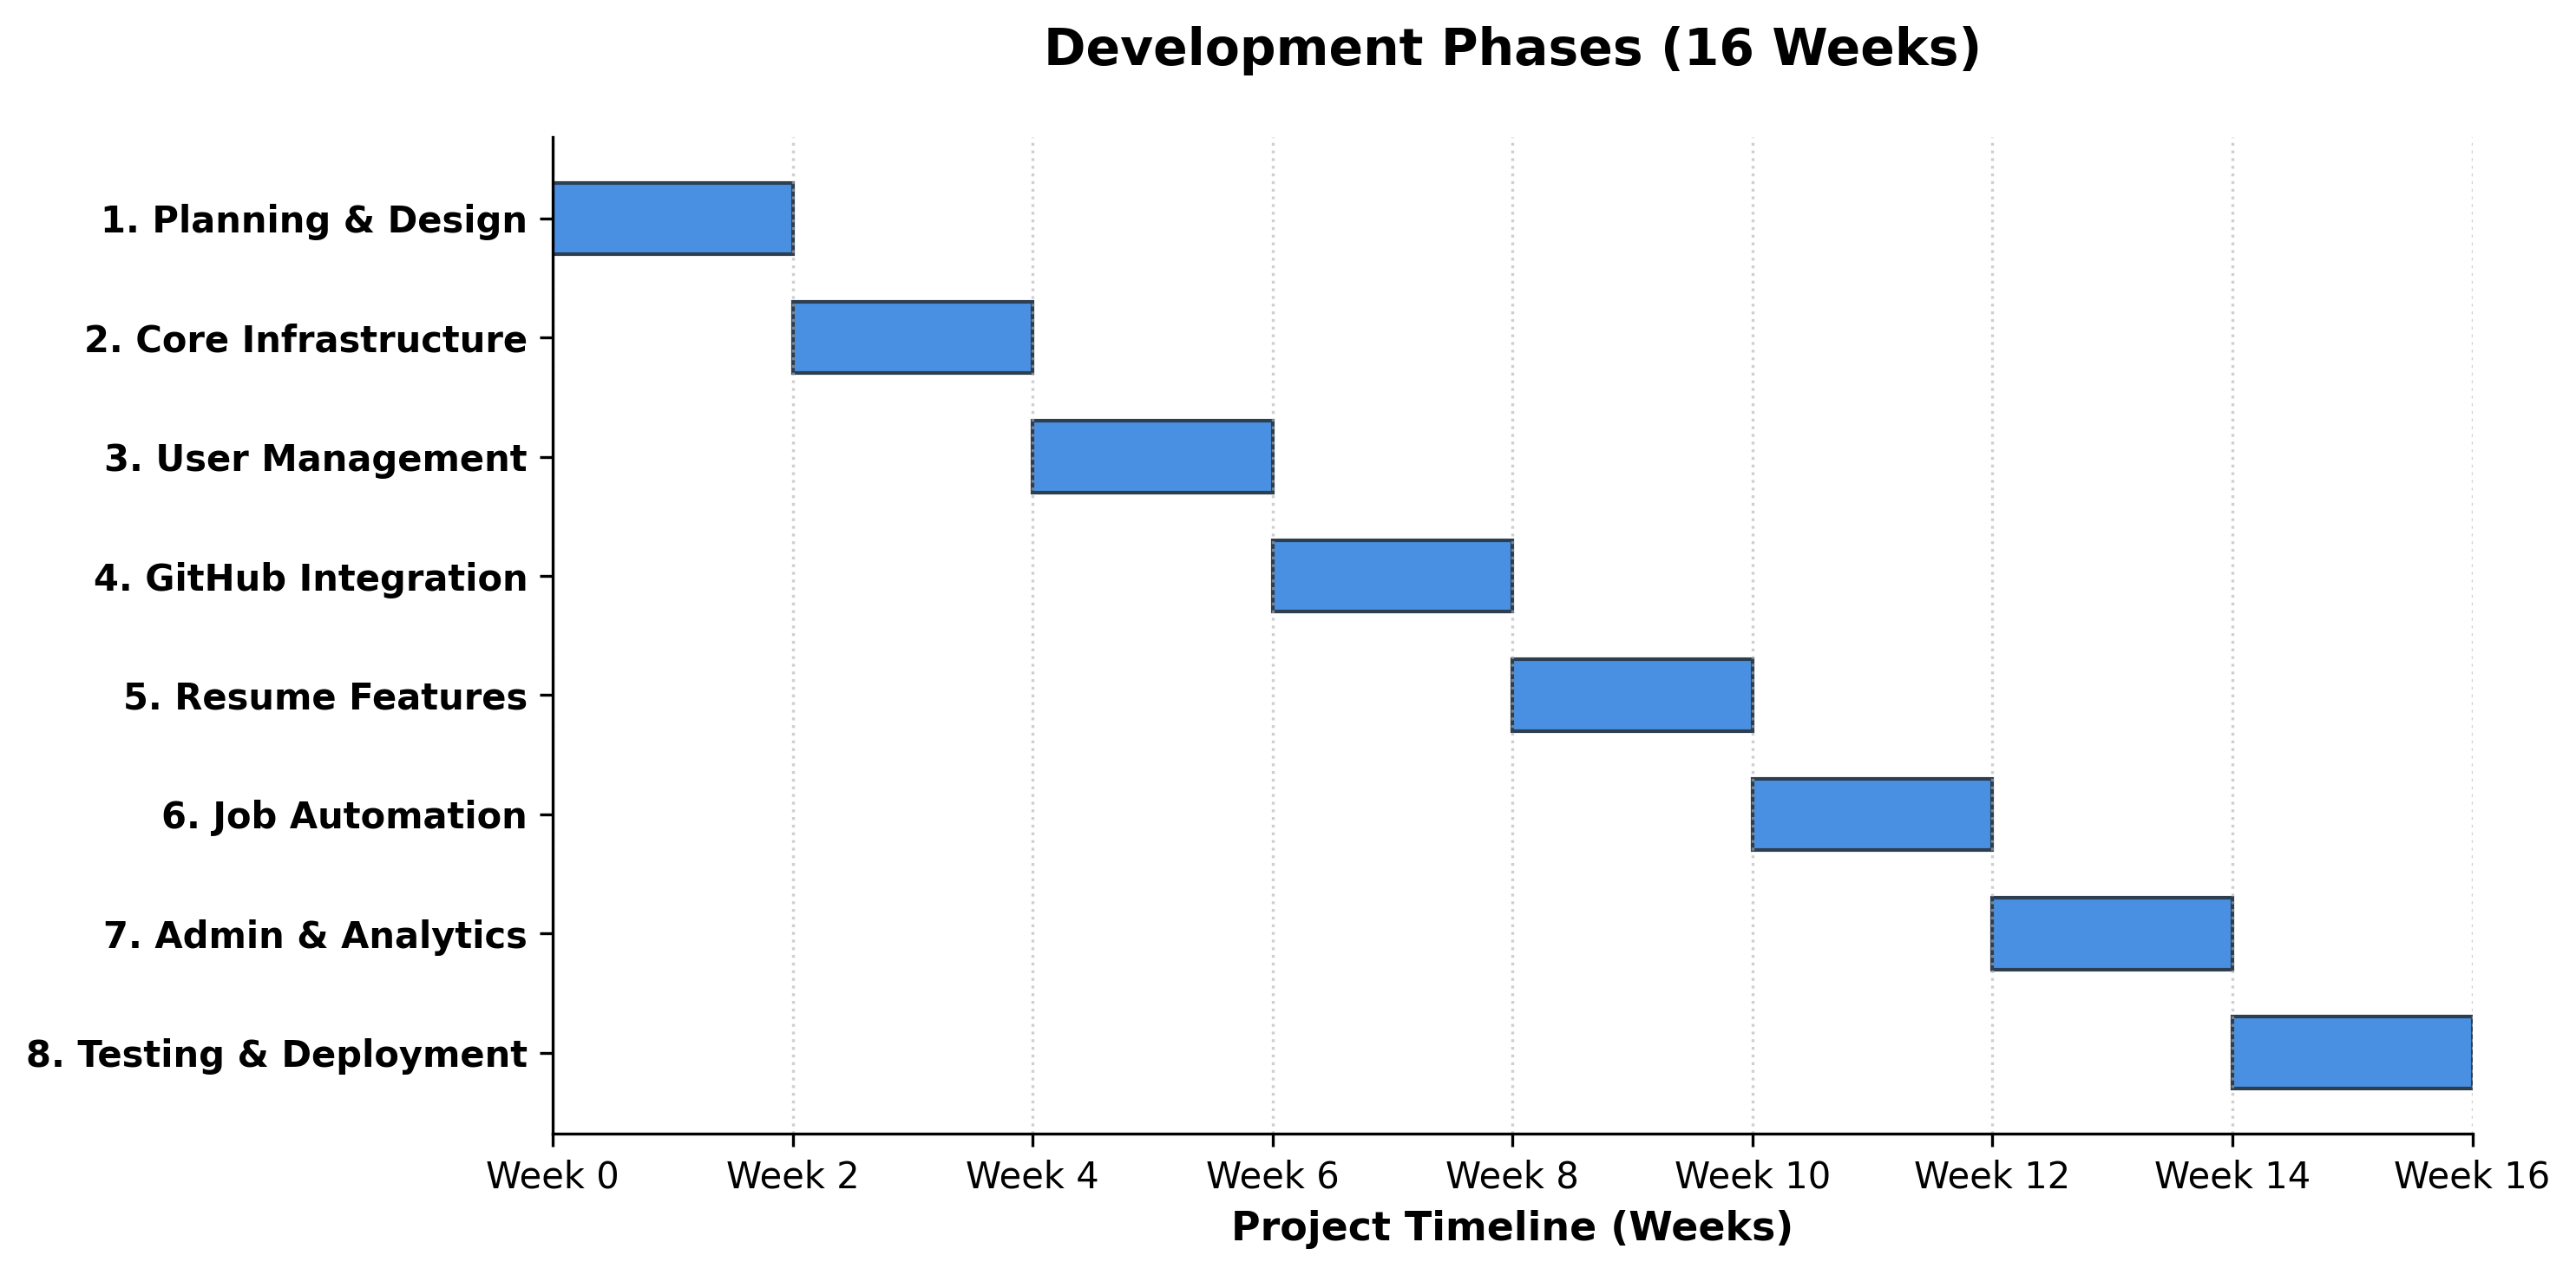 Development Phases (16 Weeks)
1. Planning & Design
2. Core Infrastructure
3. User Management
4. GitHub Integration
5. Resume Features
6. Job Automation
7. Admin & Analytics
8. Testing & Deployment
Week 0 Week 2 Week 4 Week 6 Week 8 Week 10 Week 12 Week 14 Week 16
Project Timeline (Weeks)